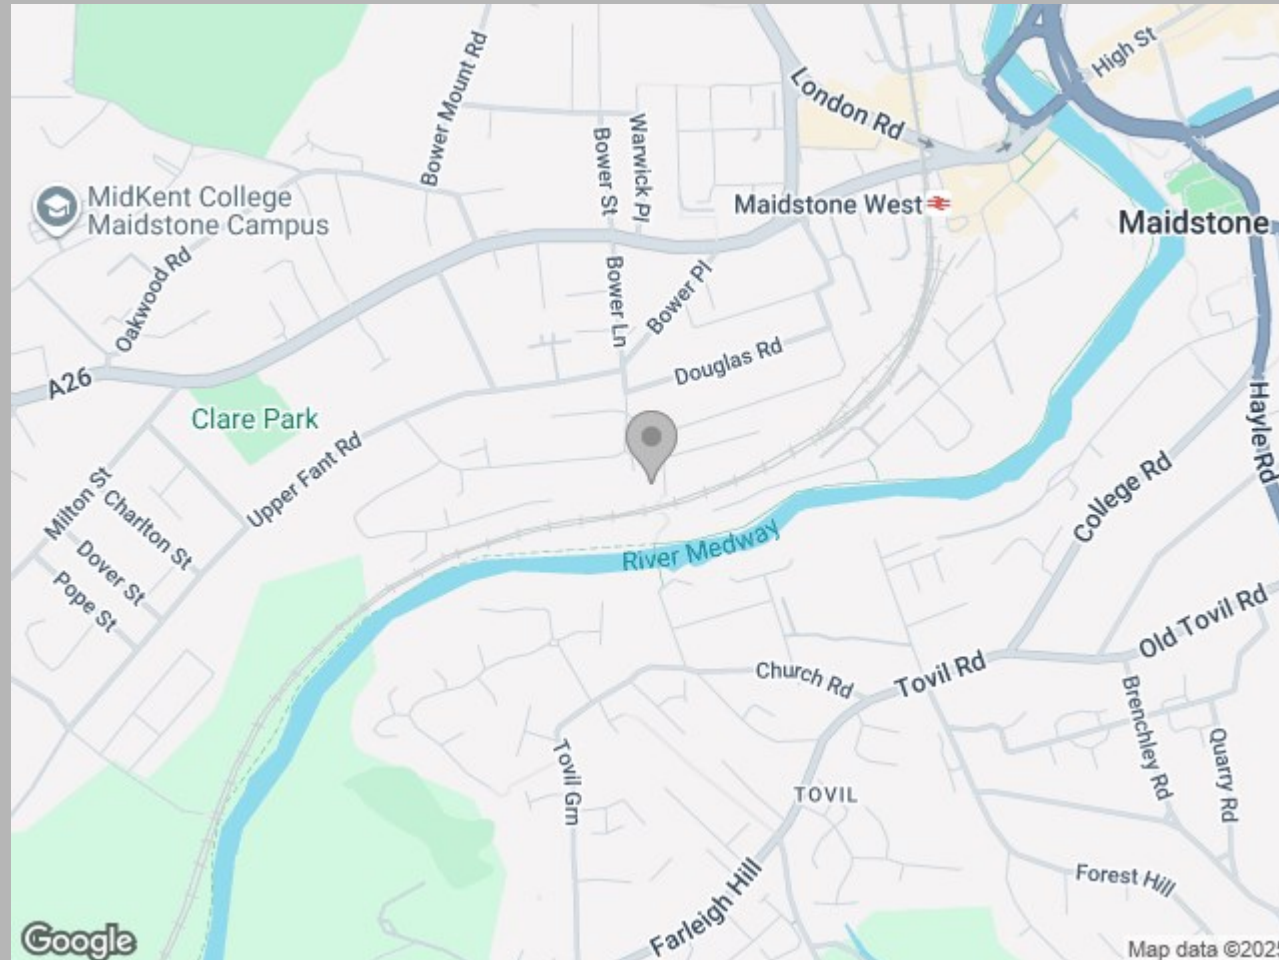 Bower Mount Rd
London Rd
High St
Warwick Pl
Bower St
MidKent College
Maidstone Campus
Maidstone West
Maidstone
Oakwood Rd
Bower Ln
Bower Pl
Douglas Rd
A26
Clare Park
Hayle Rd
Upper Fant Rd
Milton St
Charlton St
College Rd
Dover St
Pope St
River Medway
Old Tovil Rd
Church Rd
Tovil Rd
Brenchley Rd
Quarry Rd
Tovil Grn
TOVIL
Farleigh Hill
Forest Hill
Google
Map data ©2025